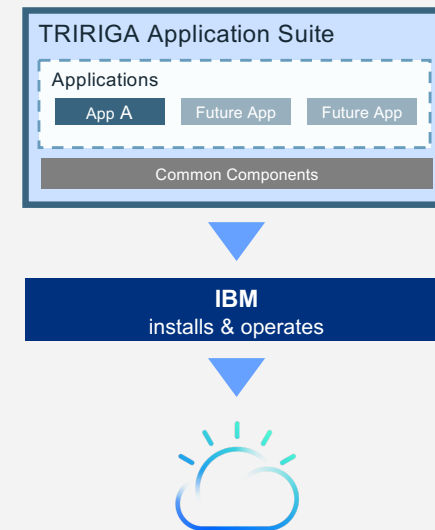 TRIRIGA Application Suite
Applications
App A
Future App
Future App
Common Components
IBM
installs & operates